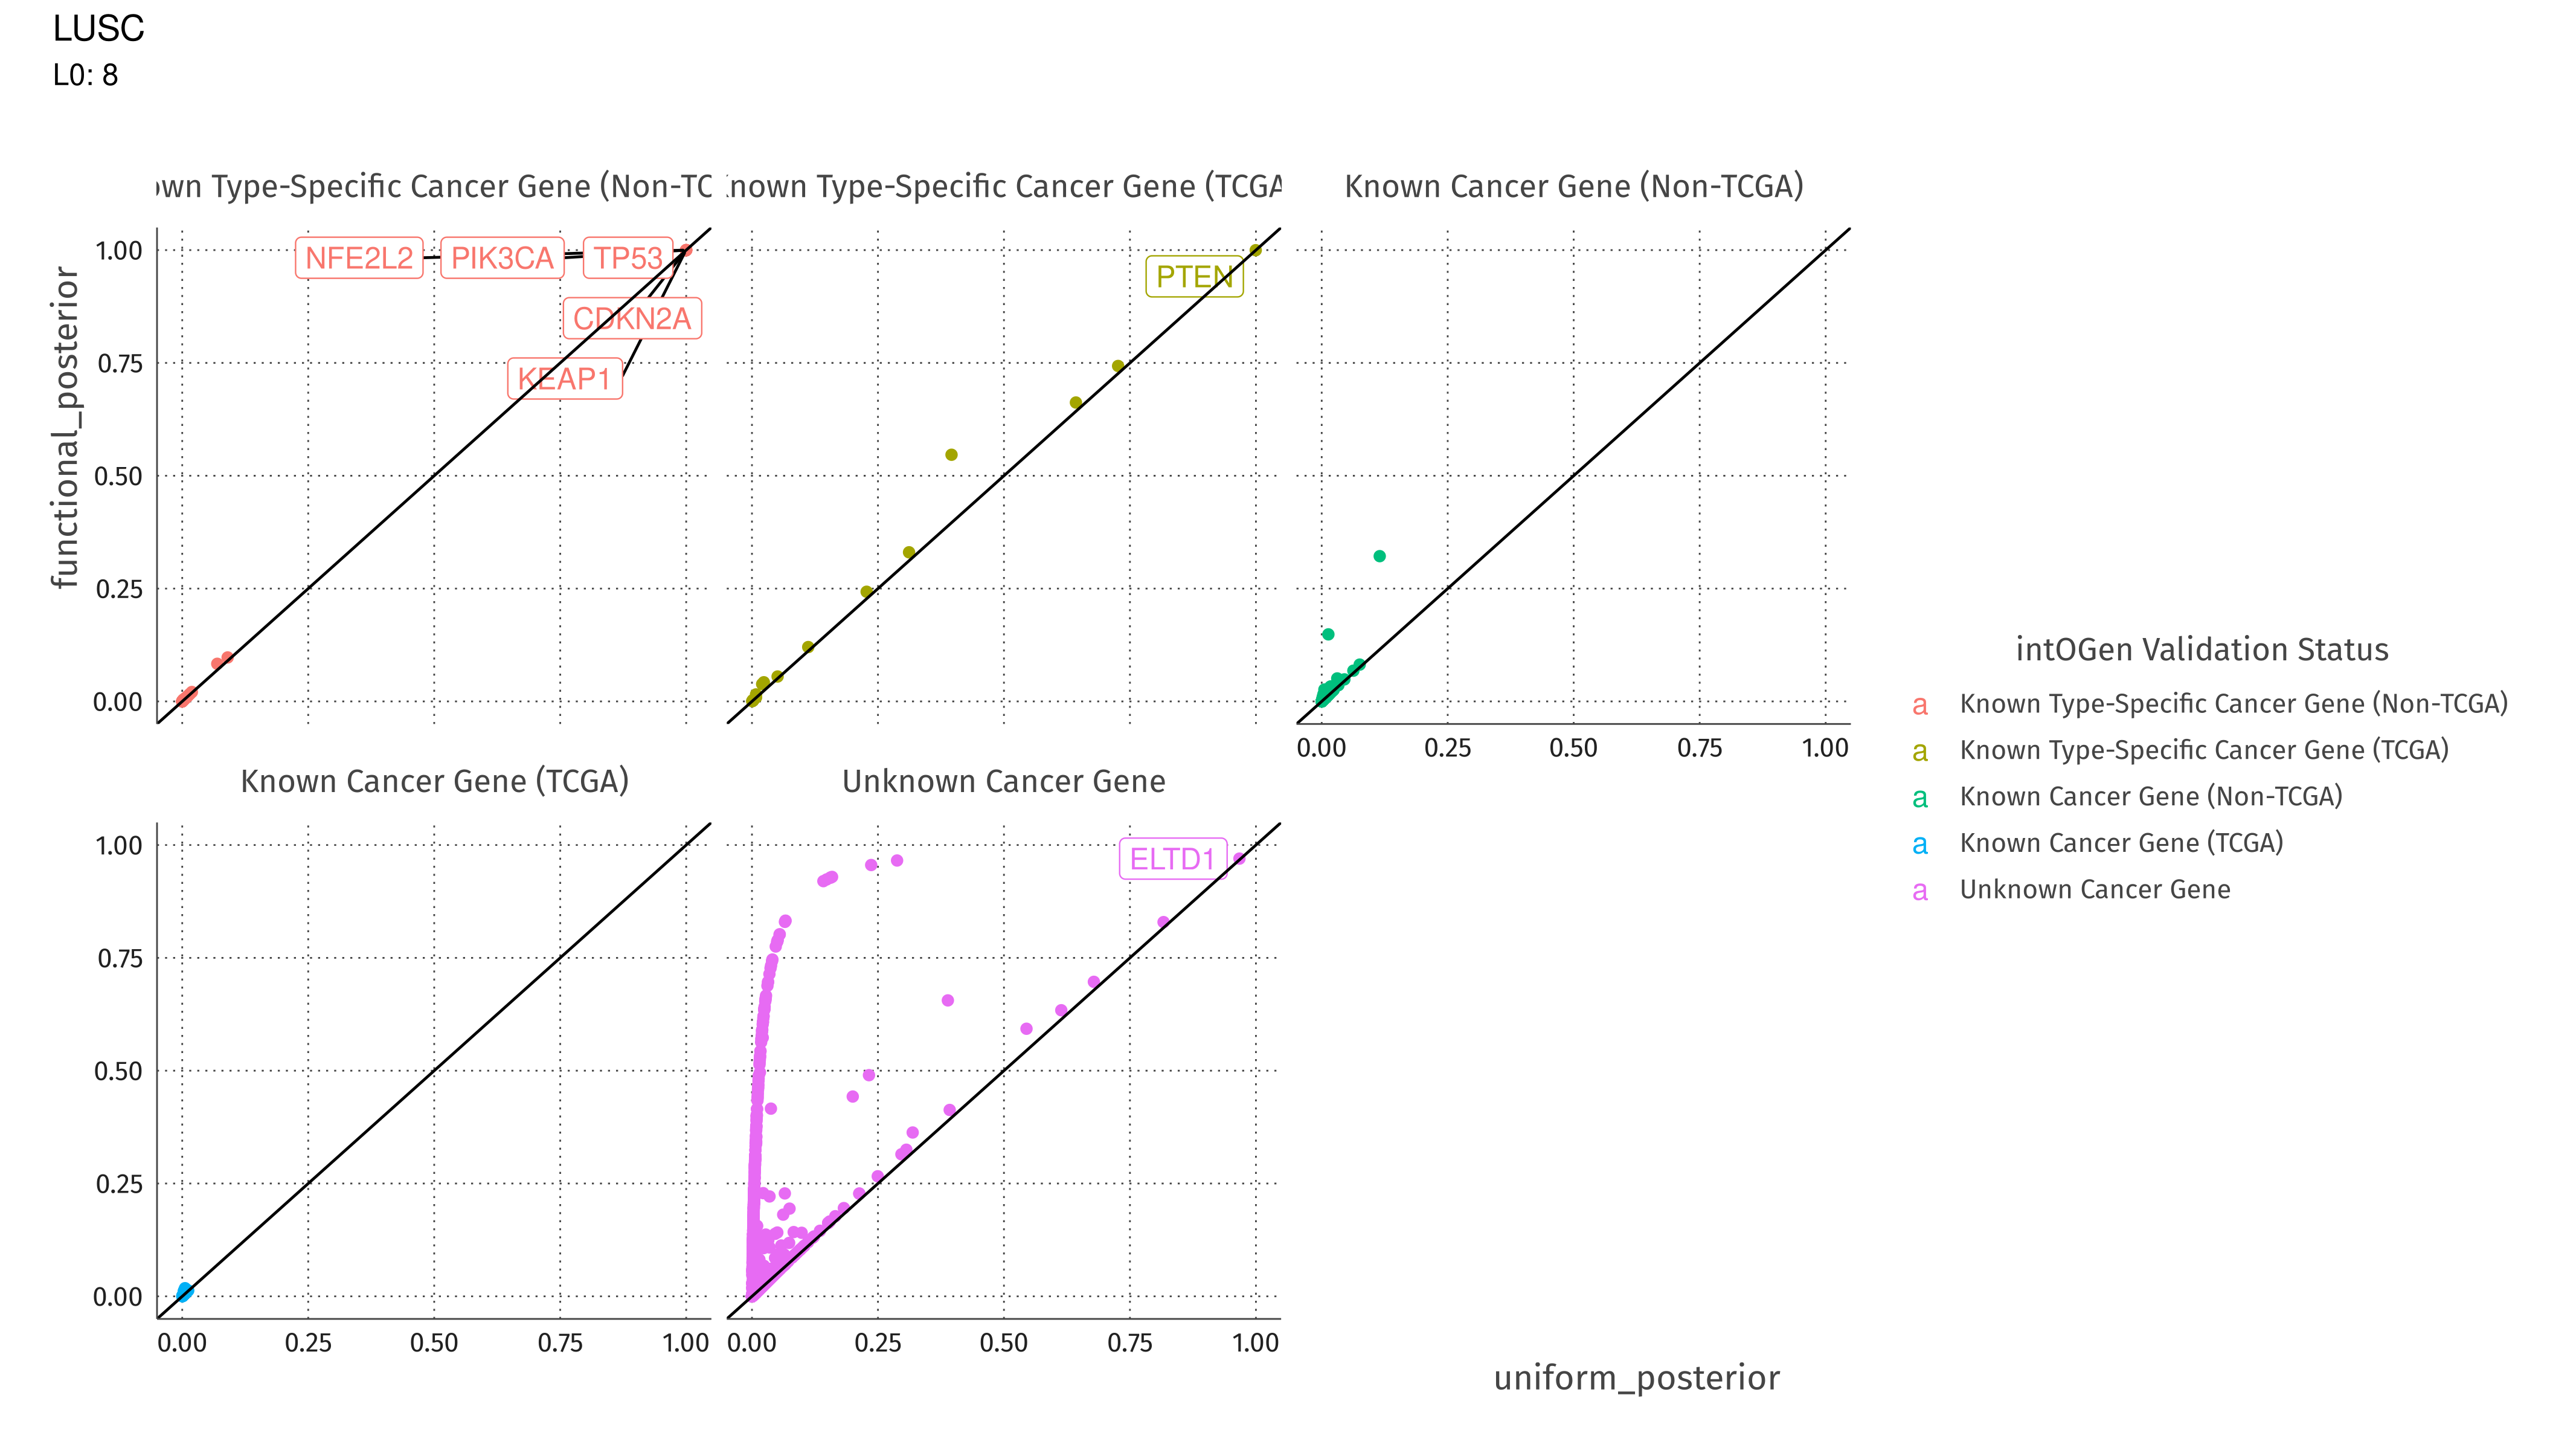 LUSC
L0: 8
own Type-Specific Cancer Gene (Non-TC
nown Type-Specific Cancer Gene (TCGA
Known Cancer Gene (Non-TCGA)
functional_posterior
1.00
0.75
0.50
0.25
0.00
NFE2L2
PIK3CA
TP53
CDKN2A
KEAP1
PTEN
0.00 0.25 0.50 0.75 1.00
Known Cancer Gene (TCGA)
Unknown Cancer Gene
1.00
0.75
0.50
0.25
0.00
ELTD1
0.00 0.25 0.50 0.75 1.00
0.00 0.25 0.50 0.75 1.00
uniform_posterior
intOGen Validation Status
a Known Type-Specific Cancer Gene (Non-TCGA)
a Known Type-Specific Cancer Gene (TCGA)
a Known Cancer Gene (Non-TCGA)
a Known Cancer Gene (TCGA)
a Unknown Cancer Gene